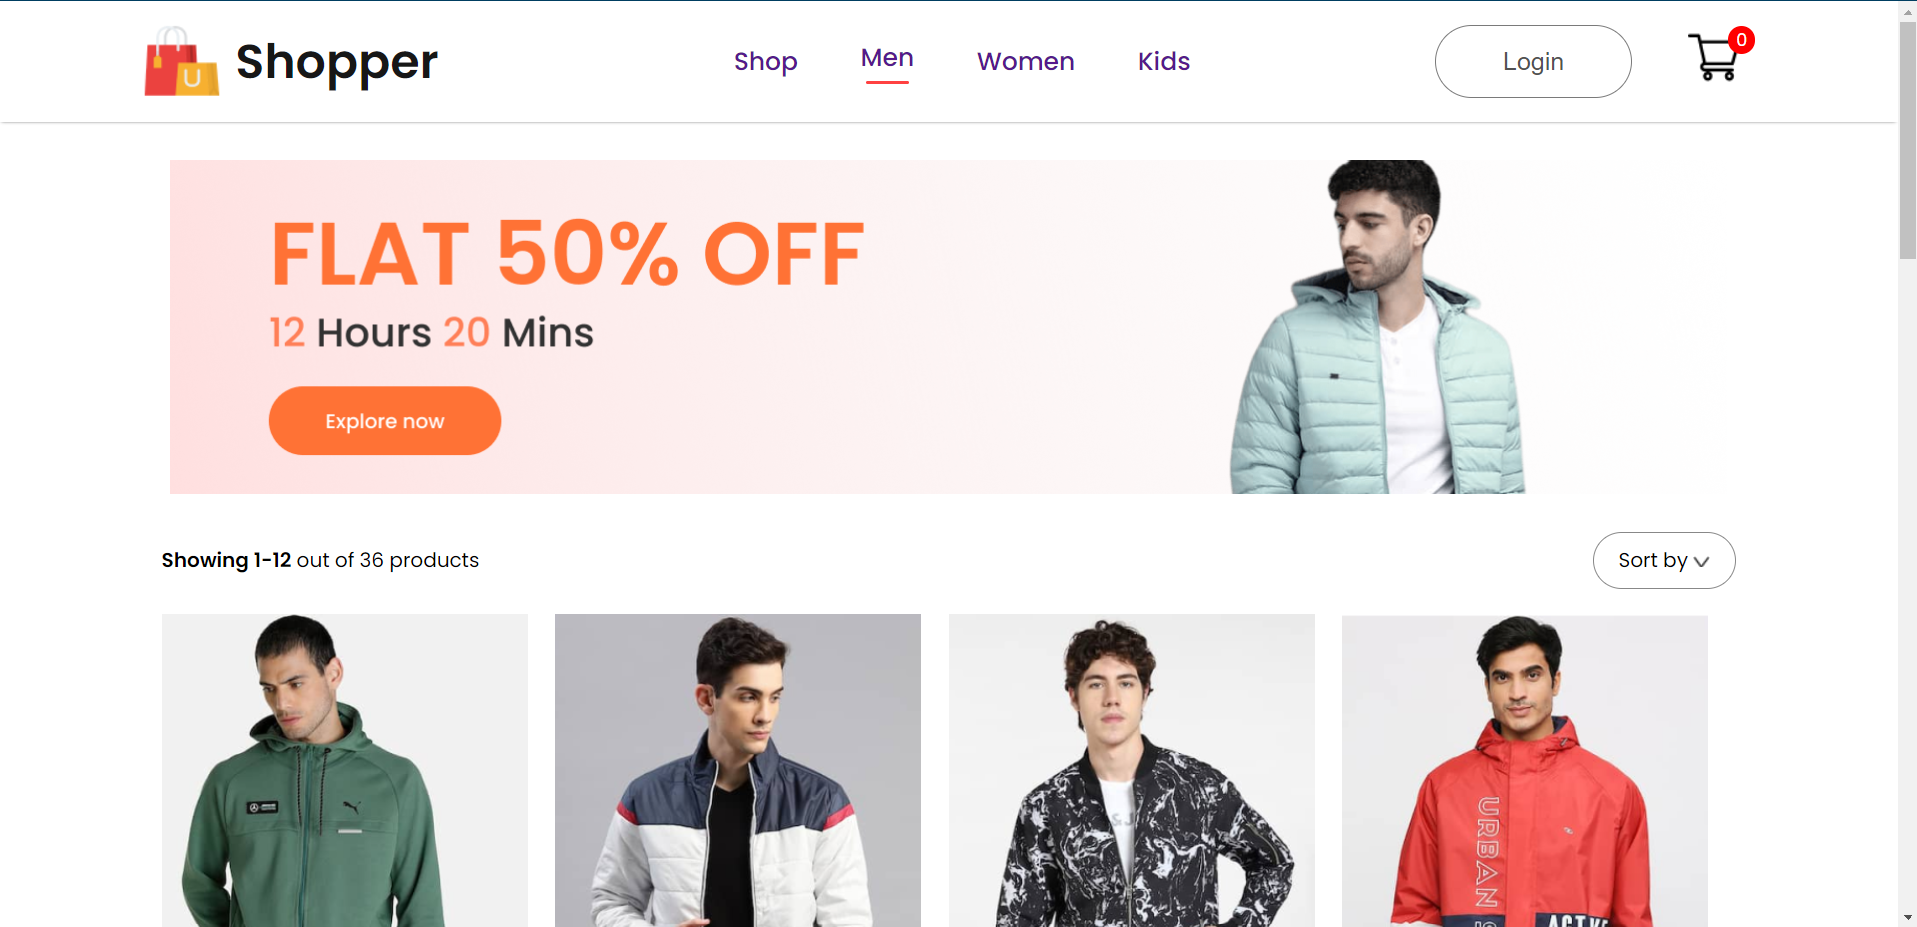 Shopper
Shop Men Women Kids
Login
0
FLAT 50% OFF
12 Hours 20 Mins
Explore now
Showing 1-12 out of 36 products
Sort by
URBAN